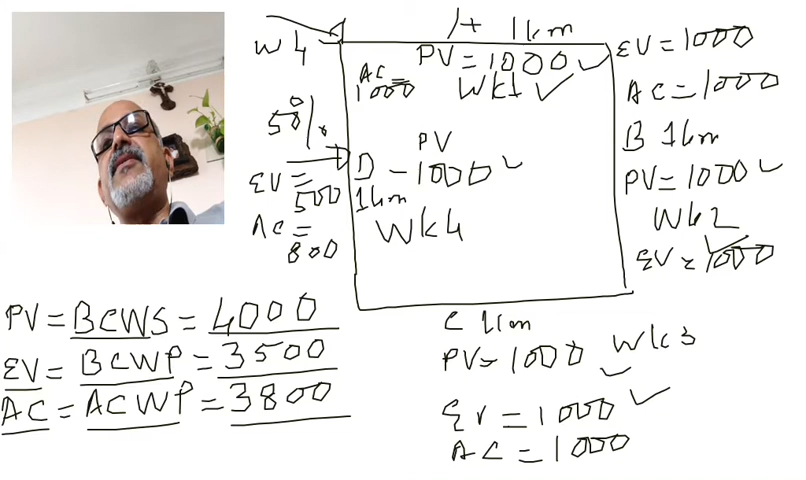 A 1km
W4
PV = 1000
EV = 1000
AC = 1000
Wk1
AC = 1000
50%
B 1km
PV
PV = 1000
D - 1000
EV = 500
1km
Wk2
AC = 800
Wk4
EV = 1000
PV = BCWS = 4000
EV = BCWP = 3500
AC = ACWP = 3800
C 1km
PV = 1000 Wk3
EV = 1000
AC = 1000